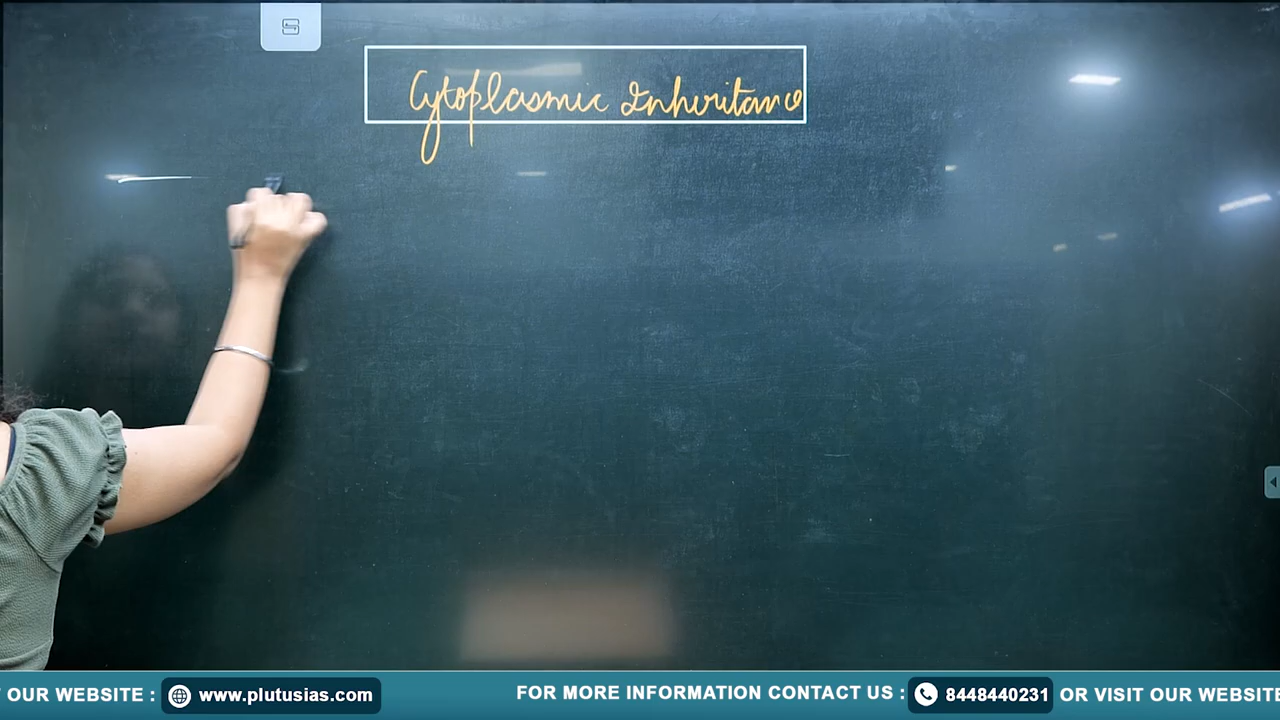 Cytoplasmic Inheritance
OUR WEBSITE : www.plutusias.com FOR MORE INFORMATION CONTACT US : 8448440231 OR VISIT OUR WEBSITE